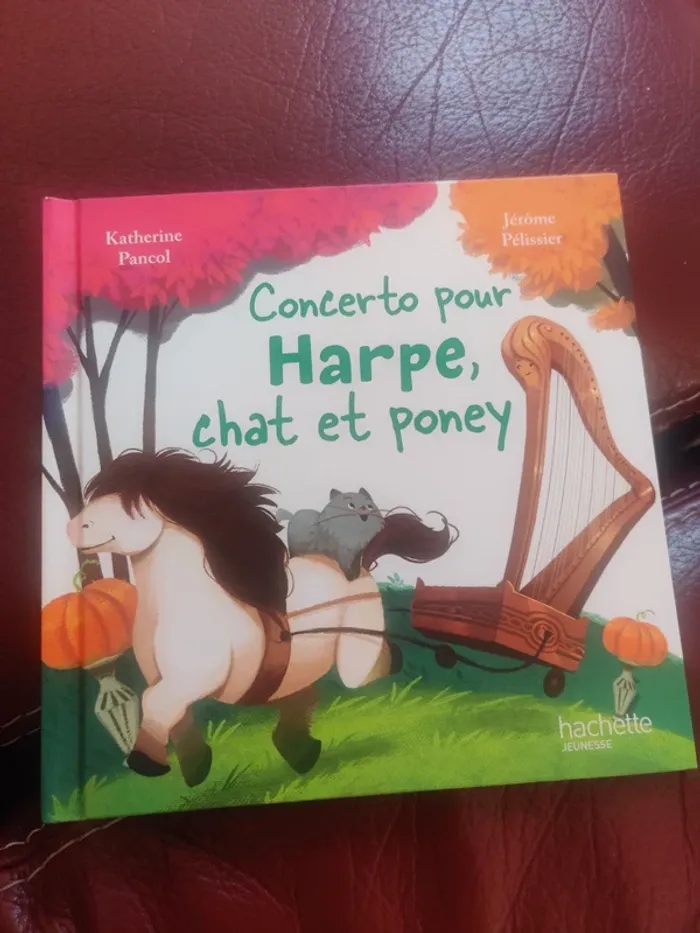 Katherine
Pancol
Jérôme
Pélissier
Concerto pour
Harpe,
chat et poney
hachette
JEUNESSE